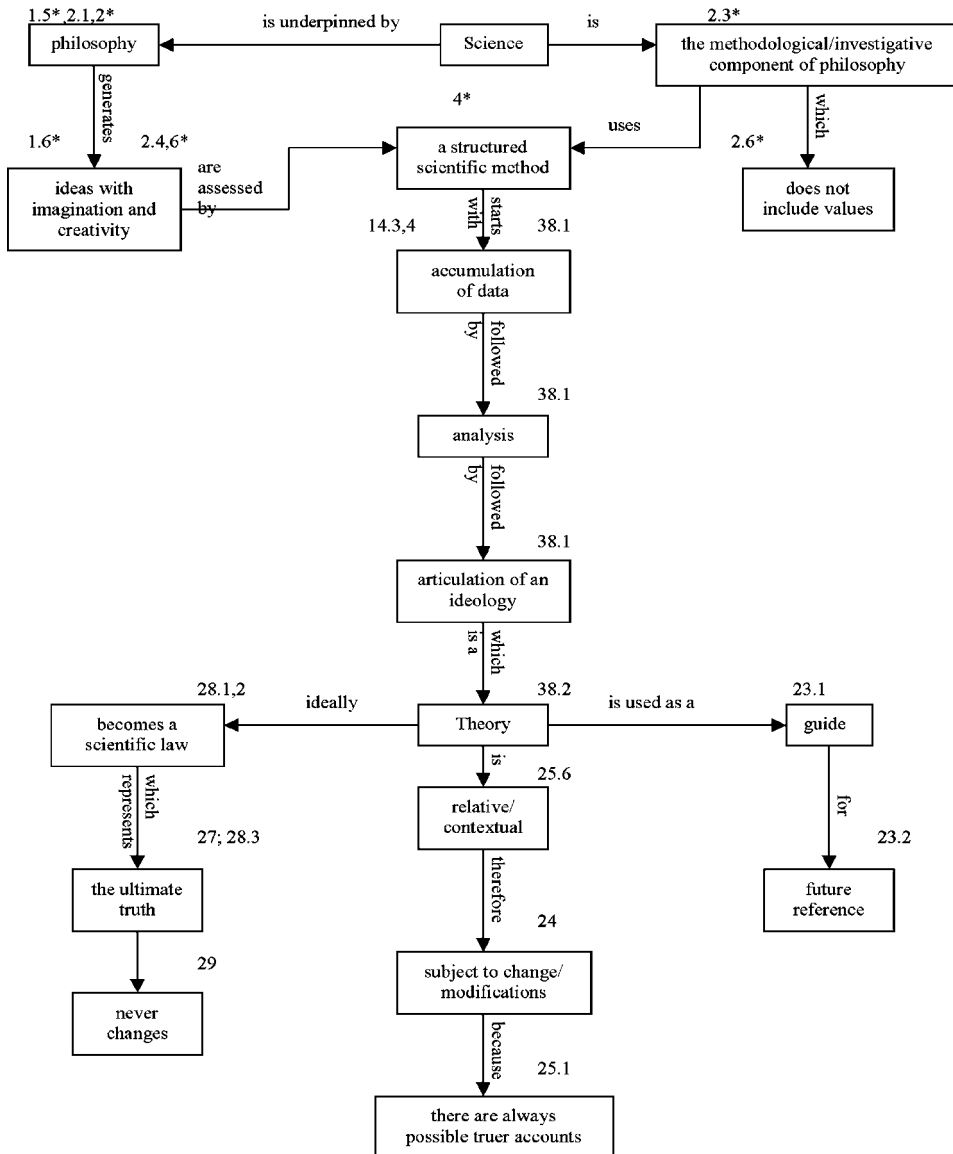 1.5*,2.1,2*
is underpinned by
is
2.3*
philosophy
Science
the methodological/investigative
component of philosophy
generates
4*
uses
which
1.6*
2.4,6*
are
assessed
by
a structured
scientific method
2.6*
ideas with
imagination and
creativity
does not
include values
14.3,4
starts
with
38.1
accumulation
of data
followed
by
38.1
analysis
followed
by
38.1
articulation of an
ideology
which
is a
28.1,2
ideally
38.2
is used as a
23.1
becomes a
scientific law
Theory
guide
which
represents
is
25.6
for
relative/
contextual
27; 28.3
23.2
the ultimate
truth
therefore
future
reference
29
24
never
changes
subject to change/
modifications
because
25.1
there are always
possible truer accounts